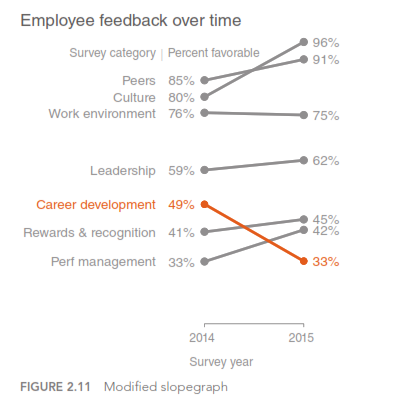 Employee feedback over time
Survey category | Percent favorable
96%
91%
Peers 85%
Culture 80%
Work environment 76%
75%
Leadership 59%
62%
Career development 49%
Rewards & recognition 41%
45%
42%
Perf management 33%
33%
2014 2015
Survey year
FIGURE 2.11 Modified slopegraph